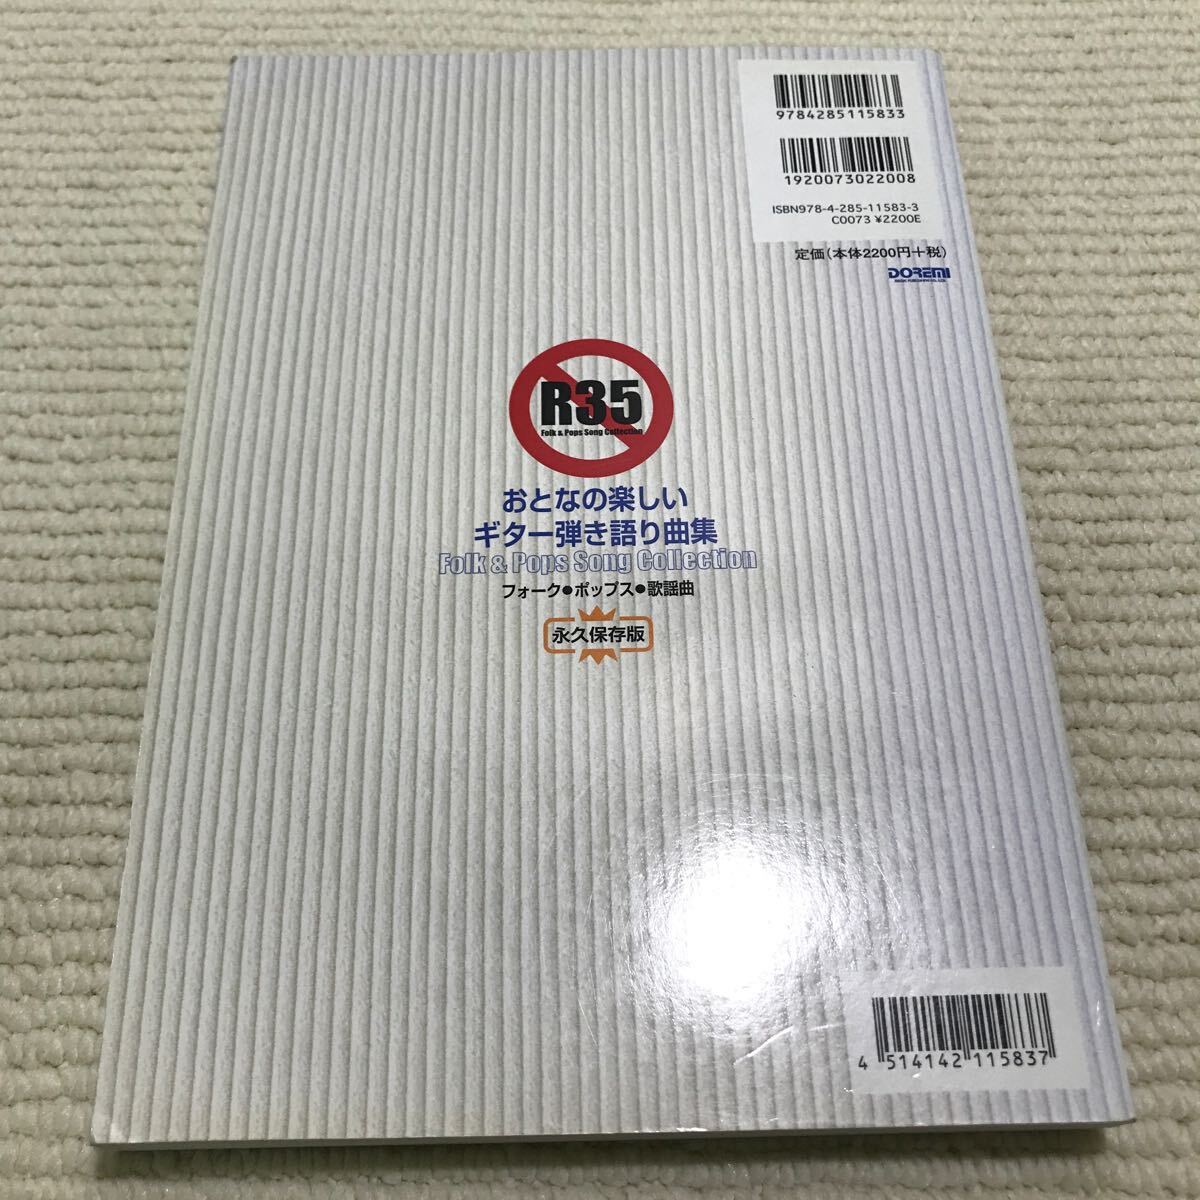 9784285115833
1920073022008
ISBN978-4-285-11583-3
C0073 ¥2200E
定価(本体2200円+税)
DOREMI
R35
Folk & Pops Song Collection
おとなの楽しい
ギター弾き語り曲集
Folk & Pops Song Collection
フォーク●ポップス●歌謡曲
永久保存版
4 514142 115837